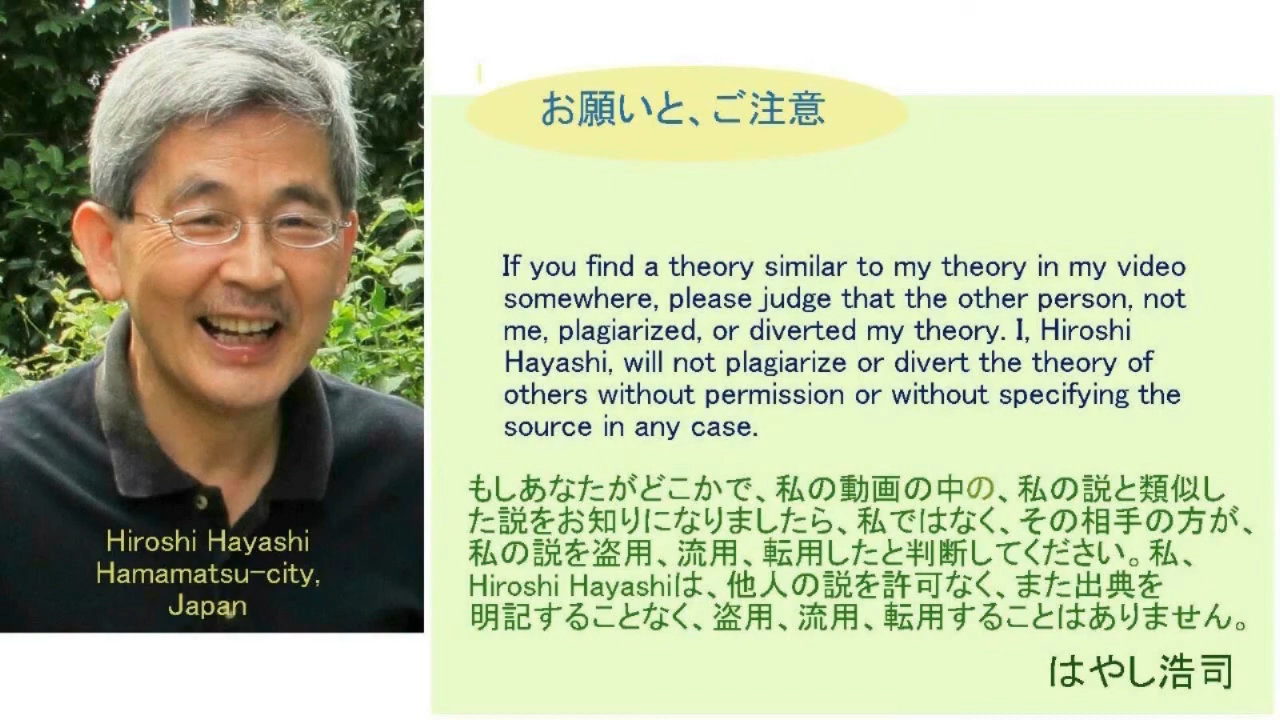 お願いと、ご注意
If you find a theory similar to my theory in my video
somewhere, please judge that the other person, not
me, plagiarized, or diverted my theory. I, Hiroshi
Hayashi, will not plagiarize or divert the theory of
others without permission or without specifying the
source in any case.
もしあなたがどこかで、私の動画の中の、私の説と類似し
た説をお知りになりましたら、私ではなく、その相手の方が、
私の説を盗用、流用、転用したと判断してください。私、
Hiroshi Hayashiは、他人の説を許可なく、また出典を
明記することなく、盗用、流用、転用することはありません。
はやし浩司
Hiroshi Hayashi
Hamamatsu-city,
Japan